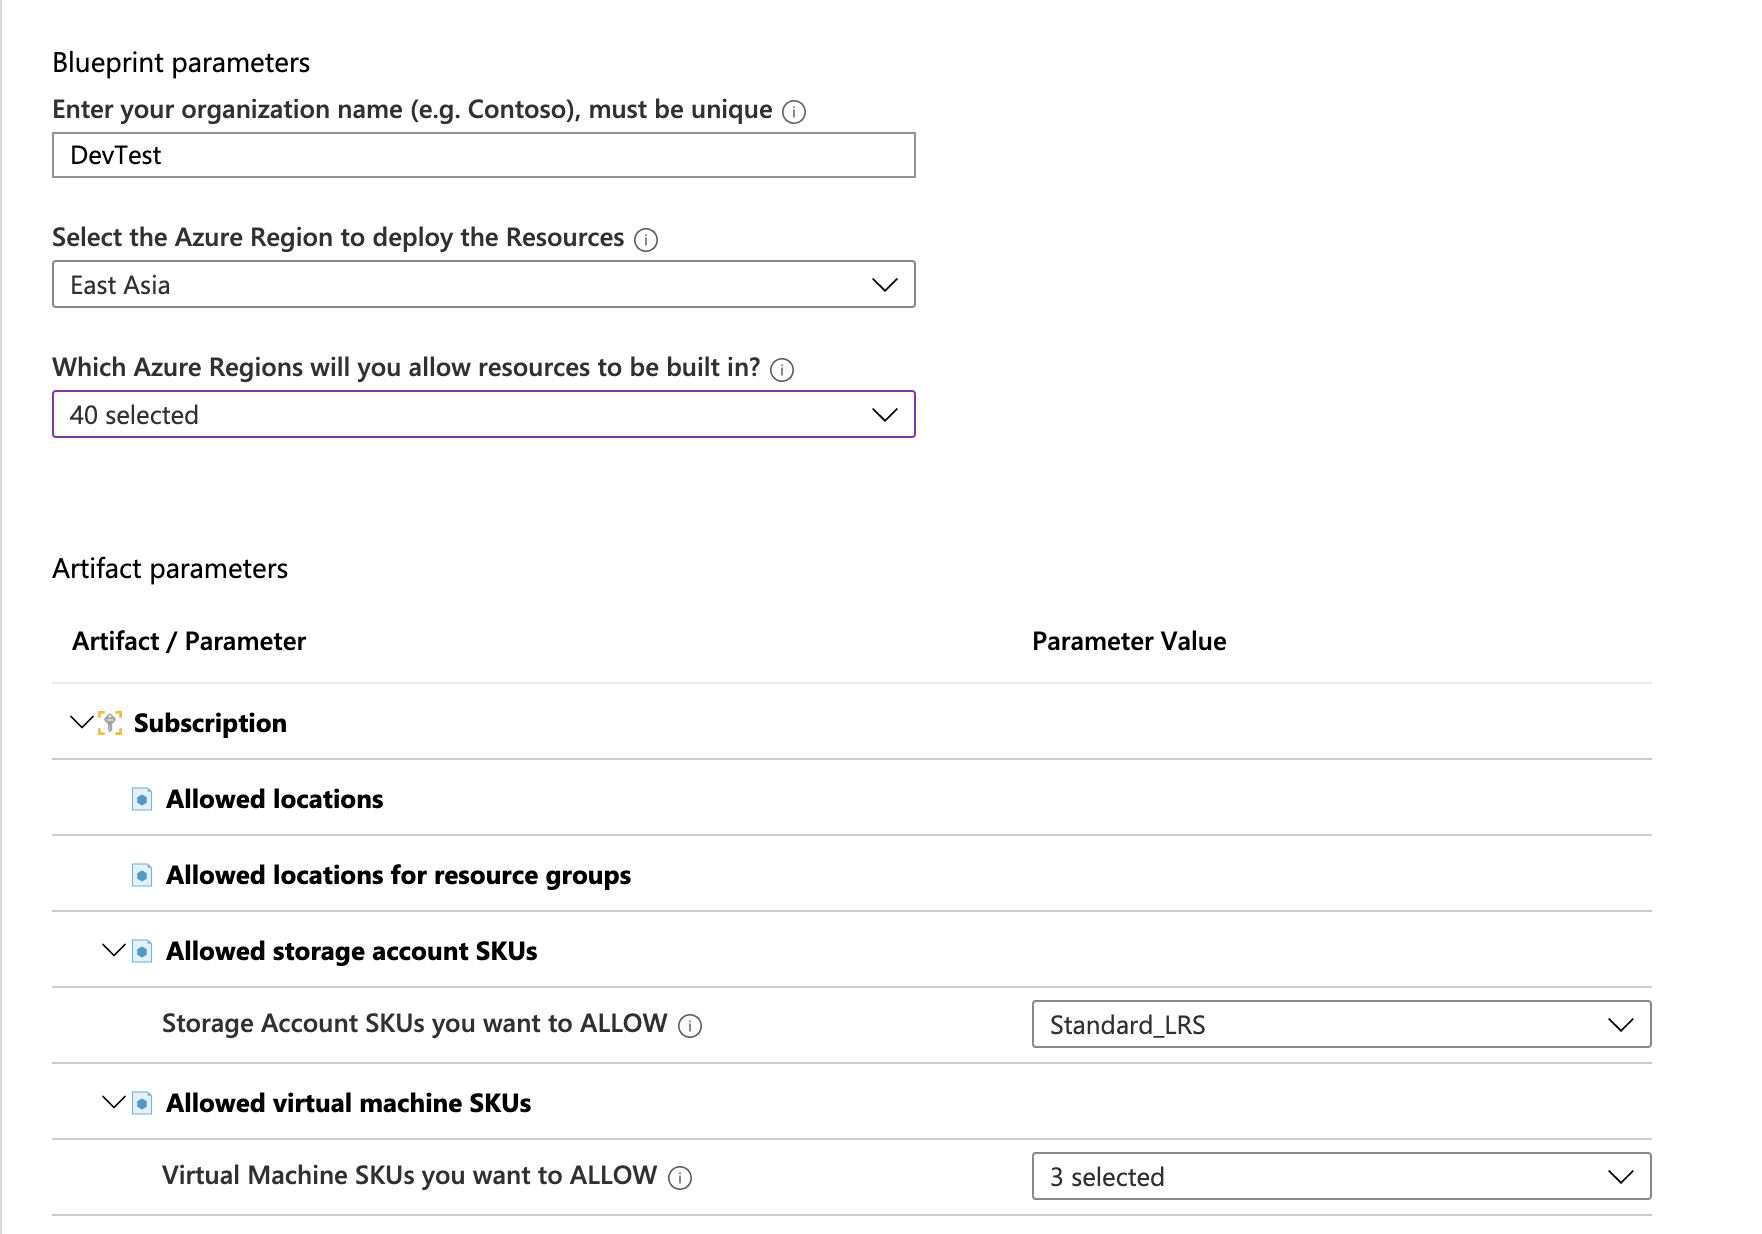 Blueprint parameters
Enter your organization name (e.g. Contoso), must be unique
DevTest
Select the Azure Region to deploy the Resources
East Asia
Which Azure Regions will you allow resources to be built in?
40 selected
Artifact parameters
Artifact / Parameter Parameter Value
Subscription
Allowed locations
Allowed locations for resource groups
Allowed storage account SKUs
Storage Account SKUs you want to ALLOW Standard_LRS
Allowed virtual machine SKUs
Virtual Machine SKUs you want to ALLOW 3 selected